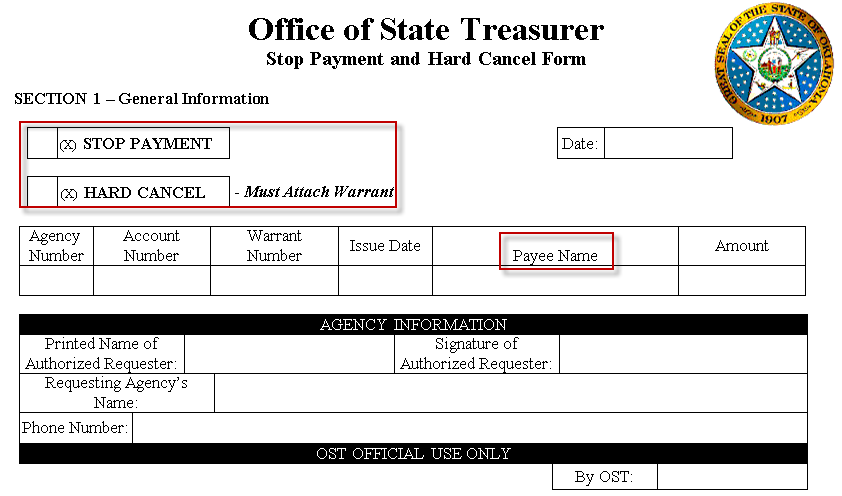 Office of State Treasurer
Stop Payment and Hard Cancel Form
GREAT SEAL OF THE STATE OF OKLAHOMA
1907
SECTION 1 – General Information
(X) STOP PAYMENT
Date:
(X) HARD CANCEL - Must Attach Warrant
Agency Number
Account Number
Warrant Number
Issue Date
Payee Name
Amount
AGENCY INFORMATION
Printed Name of
Authorized Requester:
Signature of
Authorized Requester:
Requesting Agency's
Name:
Phone Number:
OST OFFICIAL USE ONLY
By OST: